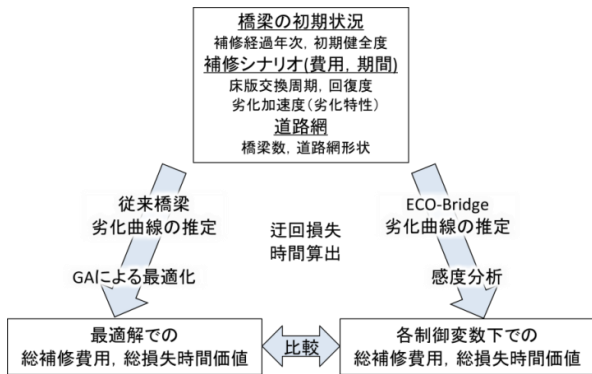 橋梁の初期状況
補修経過年次, 初期健全度
補修シナリオ(費用, 期間)
床版交換周期, 回復度
劣化加速度(劣化特性)
道路網
橋梁数, 道路網形状
従来橋梁
劣化曲線の推定
GAによる最適化
迂回損失
時間算出
ECO-Bridge
劣化曲線の推定
感度分析
最適解での
総補修費用, 総損失時間価値
比較
各制御変数下での
総補修費用, 総損失時間価値